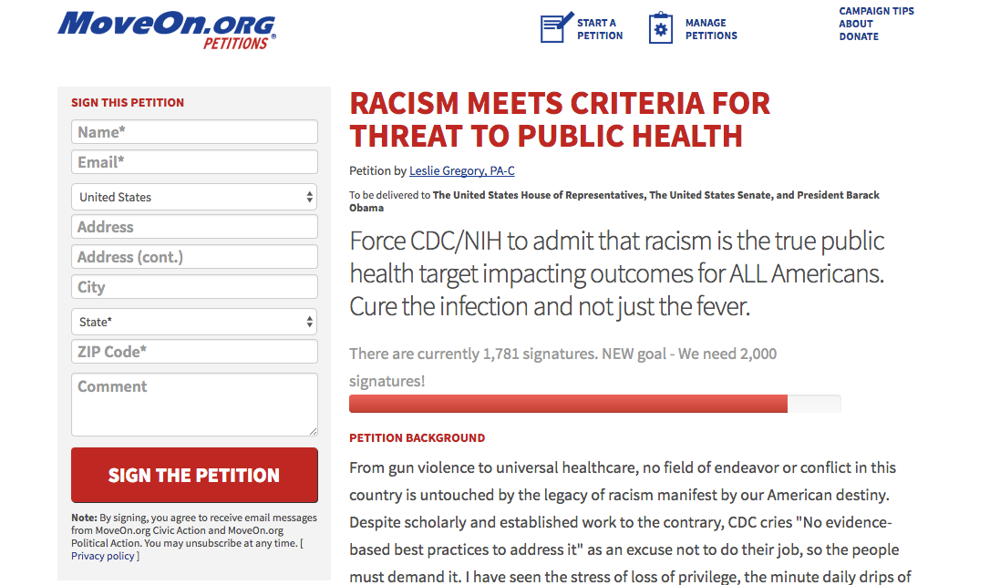 MoveOn.ORG
PETITIONS®
START A
PETITION
MANAGE
PETITIONS
CAMPAIGN TIPS
ABOUT
DONATE
SIGN THIS PETITION
Name*
Email*
United States
Address
Address (cont.)
City
State*
ZIP Code*
Comment
SIGN THE PETITION
Note: By signing, you agree to receive email messages
from MoveOn.org Civic Action and MoveOn.org
Political Action. You may unsubscribe at any time. [
Privacy policy ]
RACISM MEETS CRITERIA FOR
THREAT TO PUBLIC HEALTH
Petition by Leslie Gregory, PA-C
To be delivered to The United States House of Representatives, The United States Senate, and President Barack
Obama
Force CDC/NIH to admit that racism is the true public
health target impacting outcomes for ALL Americans.
Cure the infection and not just the fever.
There are currently 1,781 signatures. NEW goal - We need 2,000
signatures!
PETITION BACKGROUND
From gun violence to universal healthcare, no field of endeavor or conflict in this
country is untouched by the legacy of racism manifest by our American destiny.
Despite scholarly and established work to the contrary, CDC cries "No evidence-
based best practices to address it" as an excuse not to do their job, so the people
must demand it. I have seen the stress of loss of privilege, the minute daily drips of